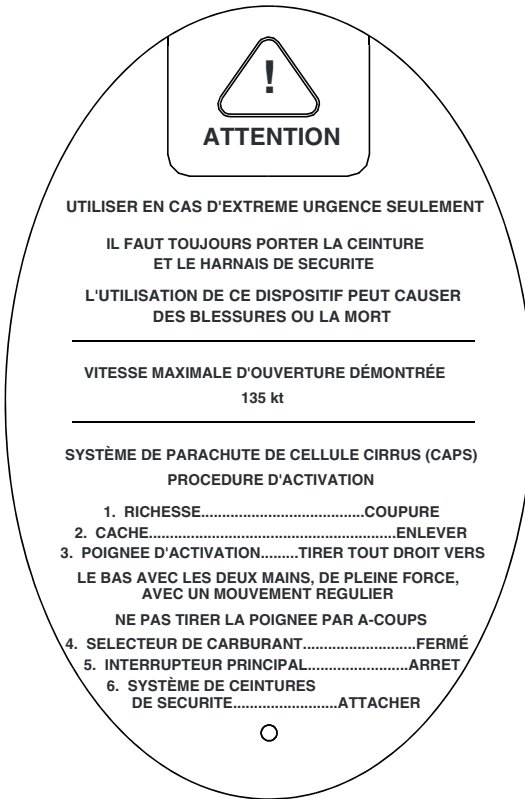 !
ATTENTION
UTILISER EN CAS D'EXTREME URGENCE SEULEMENT
IL FAUT TOUJOURS PORTER LA CEINTURE
ET LE HARNAIS DE SECURITE
L'UTILISATION DE CE DISPOSITIF PEUT CAUSER
DES BLESSURES OU LA MORT
VITESSE MAXIMALE D'OUVERTURE DÉMONTRÉE
135 kt
SYSTÈME DE PARACHUTE DE CELLULE CIRRUS (CAPS)
PROCEDURE D'ACTIVATION
1. RICHESSE.......................................COUPURE
2. CACHE...........................................................ENLEVER
3. POIGNEE D'ACTIVATION.........TIRER TOUT DROIT VERS
LE BAS AVEC LES DEUX MAINS, DE PLEINE FORCE,
AVEC UN MOUVEMENT REGULIER
NE PAS TIRER LA POIGNEE PAR A-COUPS
4. SELECTEUR DE CARBURANT...........................FERMÉ
5. INTERRUPTEUR PRINCIPAL........................ARRET
6. SYSTÈME DE CEINTURES
DE SECURITE.........................ATTACHER